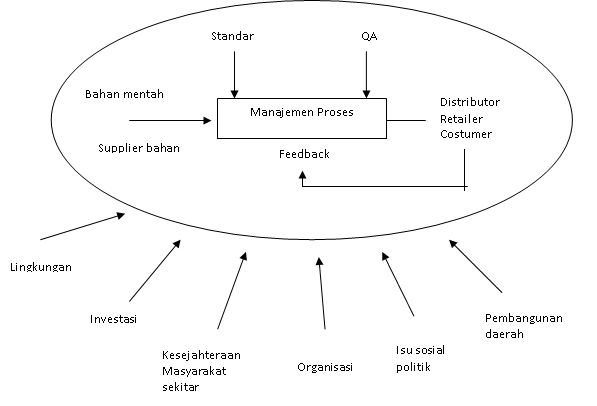 Standar
QA
Bahan mentah
Manajemen Proses
Distributor
Retailer
Costumer
Supplier bahan
Feedback
Lingkungan
Investasi
Kesejahteraan
Masyarakat
sekitar
Organisasi
Isu sosial
politik
Pembangunan
daerah